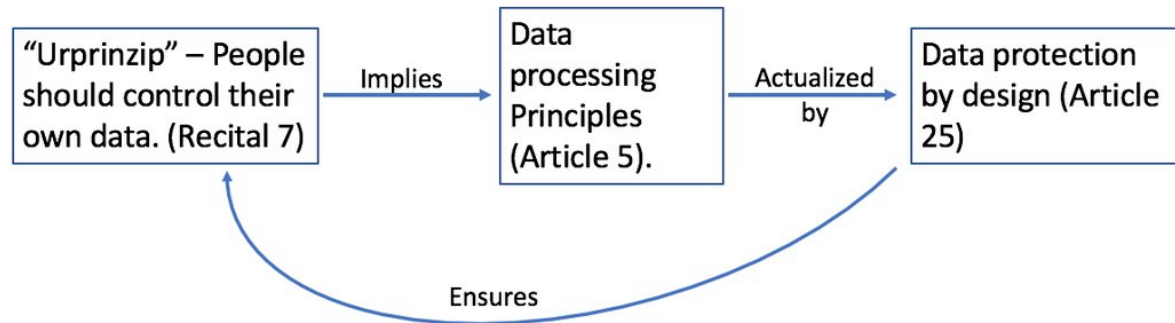 “Urprinzip” – People
should control their
own data. (Recital 7)
Implies
Data
processing
Principles
(Article 5).
Actualized
by
Data protection
by design (Article
25)
Ensures